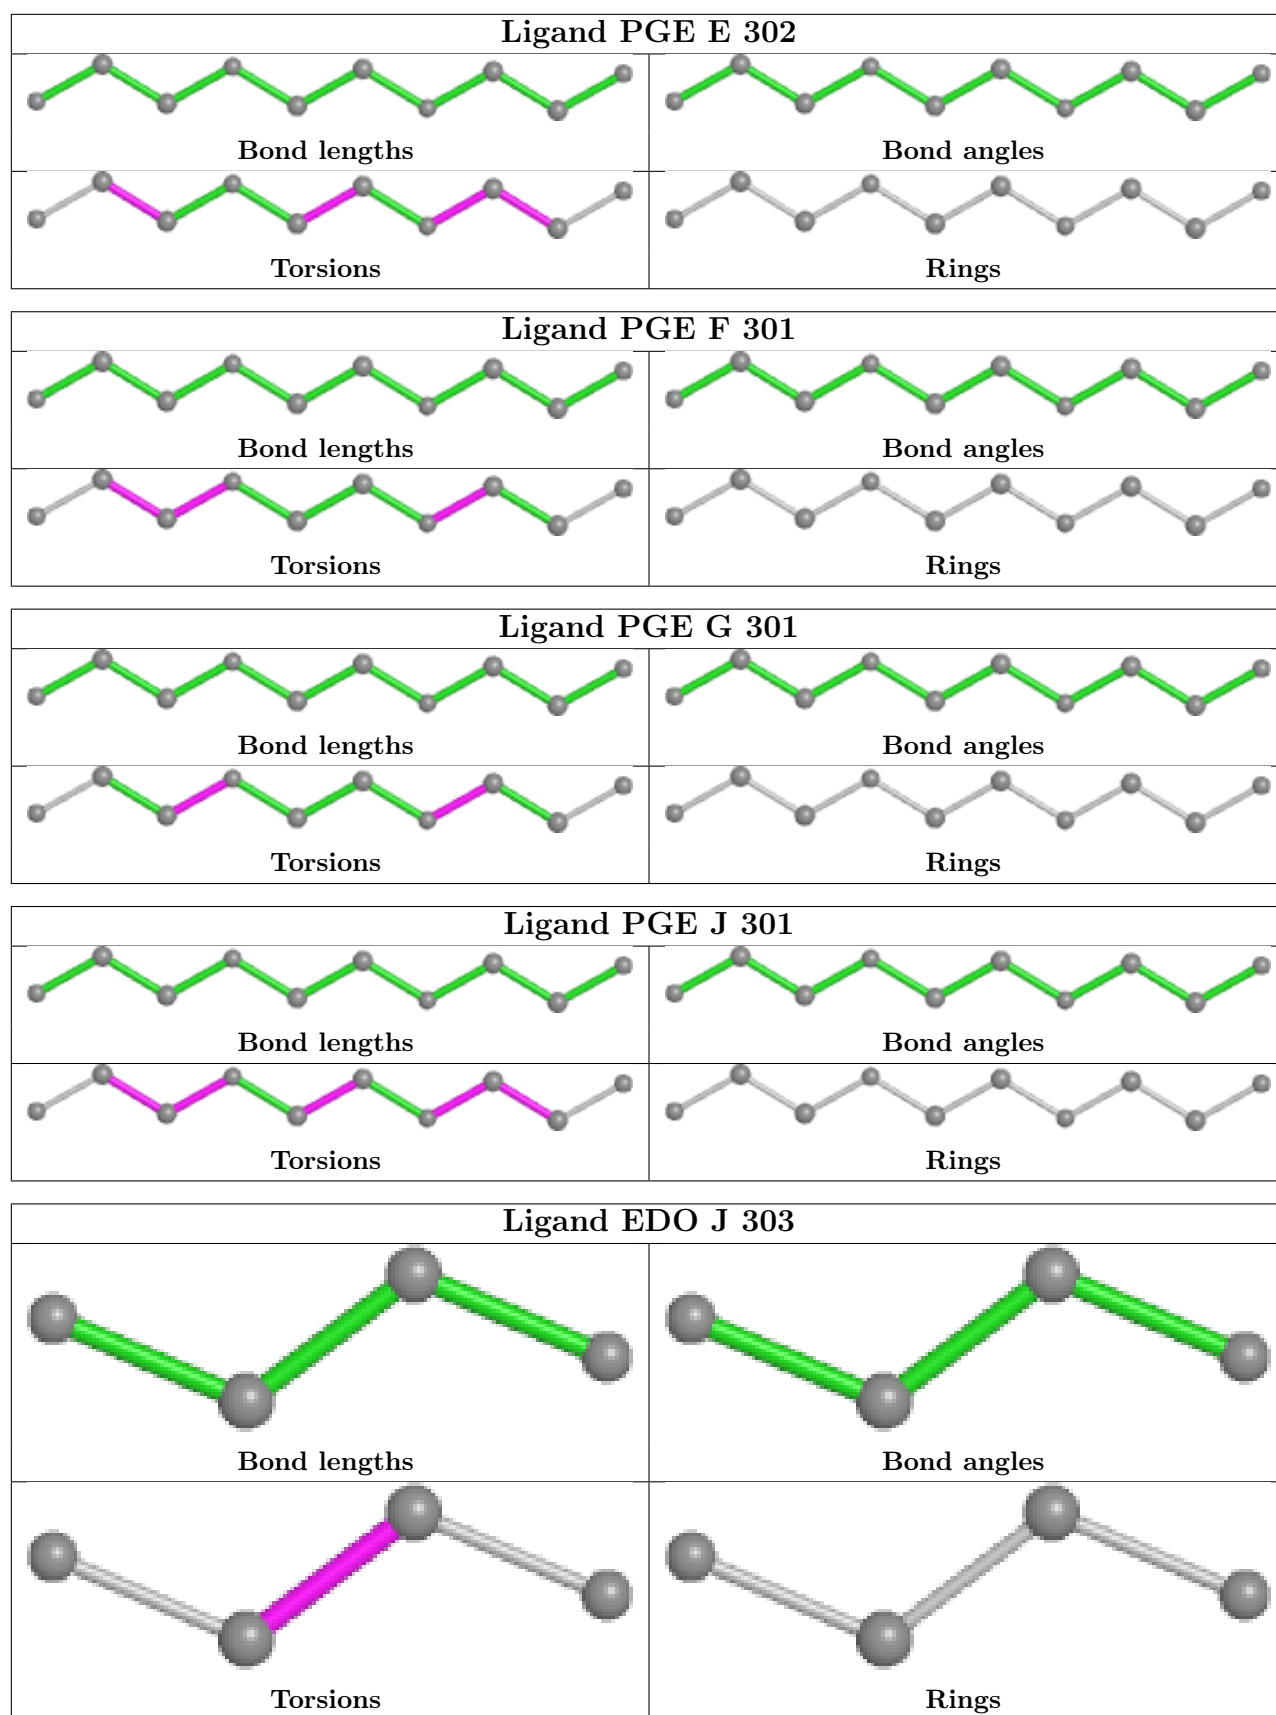 Ligand PGE E 302
Bond lengths Bond angles
Torsions Rings
Ligand PGE F 301
Bond lengths Bond angles
Torsions Rings
Ligand PGE G 301
Bond lengths Bond angles
Torsions Rings
Ligand PGE J 301
Bond lengths Bond angles
Torsions Rings
Ligand EDO J 303
Bond lengths Bond angles
Torsions Rings